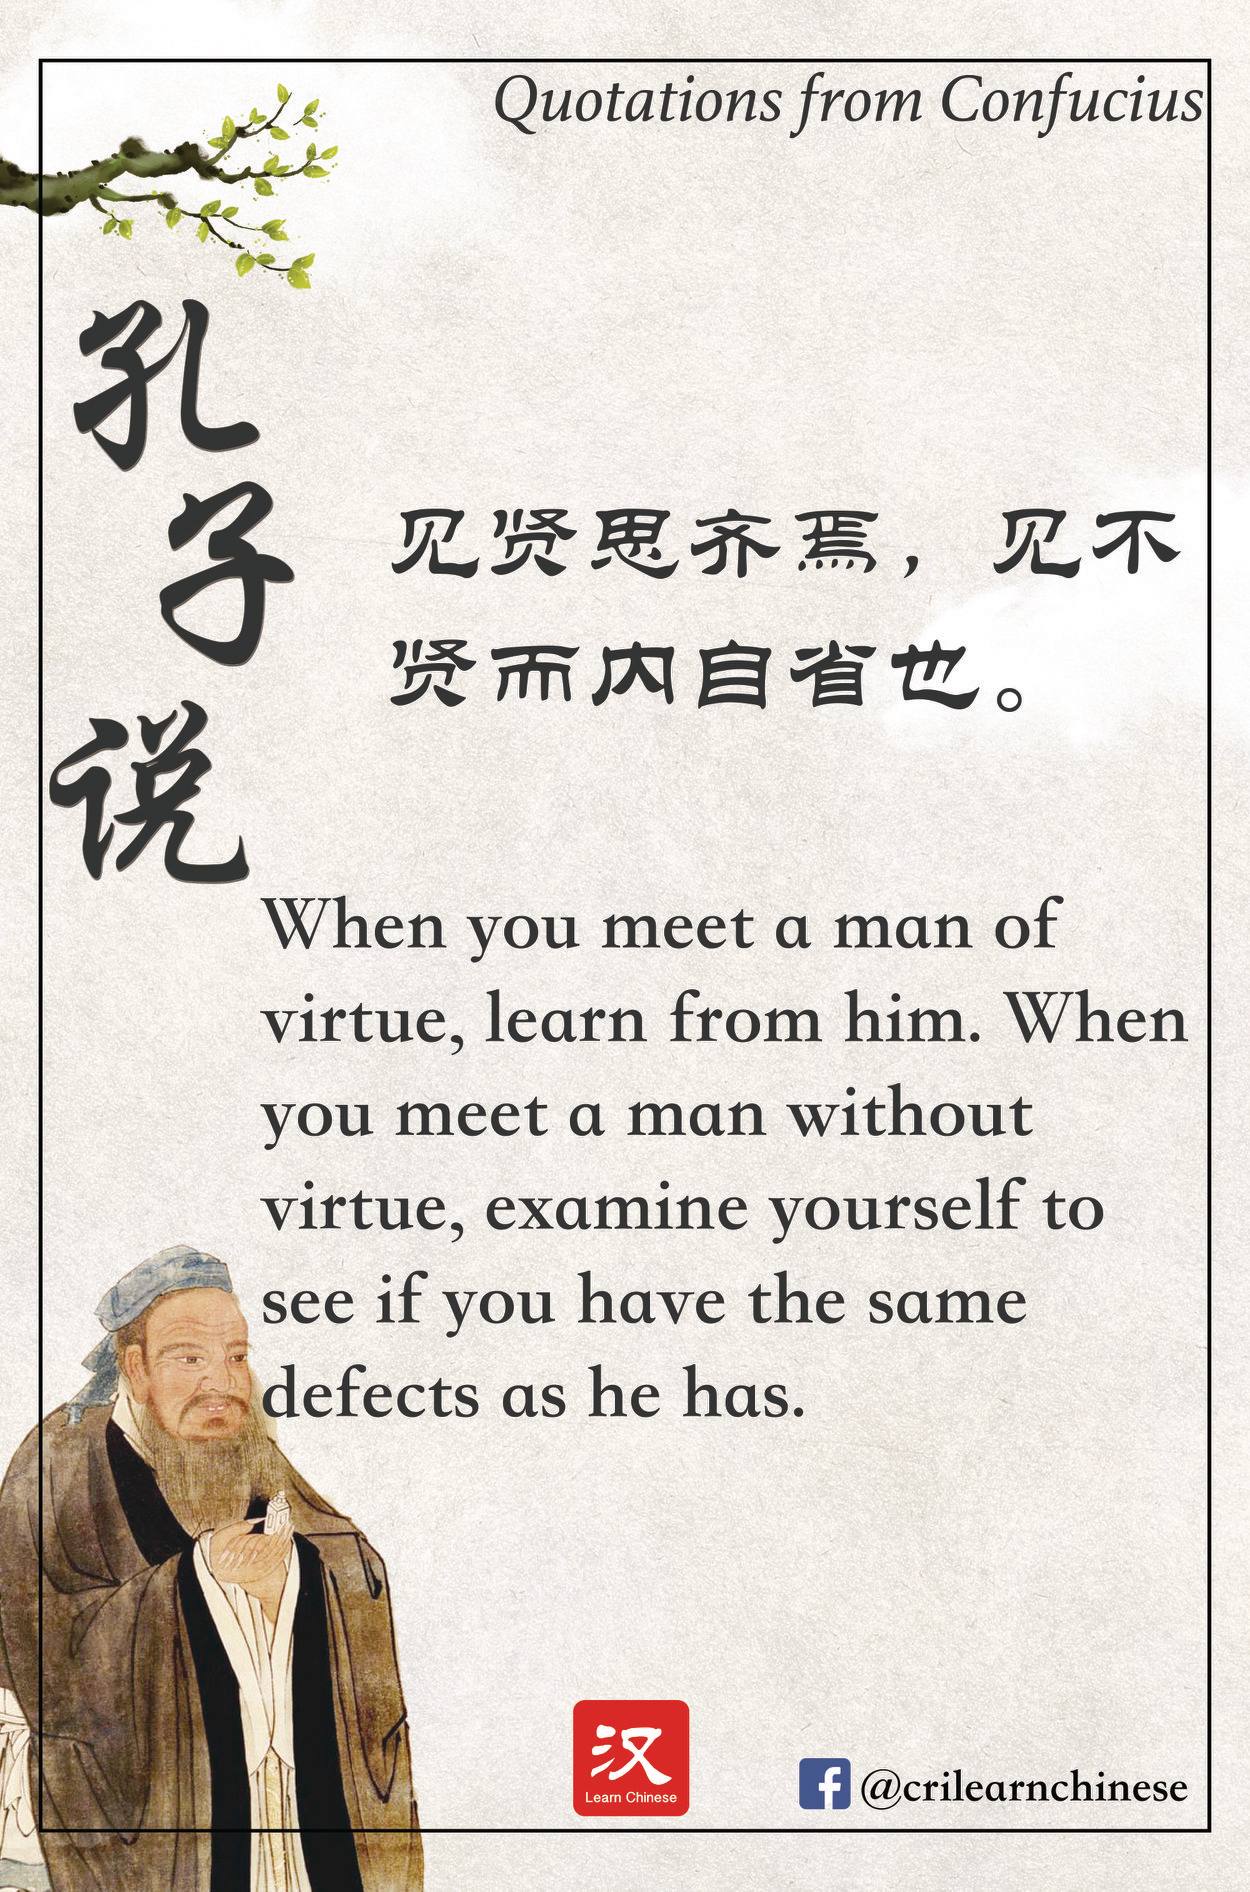 Quotations from Confucius
孔子说
见贤思齐焉，见不
贤而内自省也。
When you meet a man of
virtue, learn from him. When
you meet a man without
virtue, examine yourself to
see if you have the same
defects as he has.
汉
Learn Chinese
@crilearnchinese